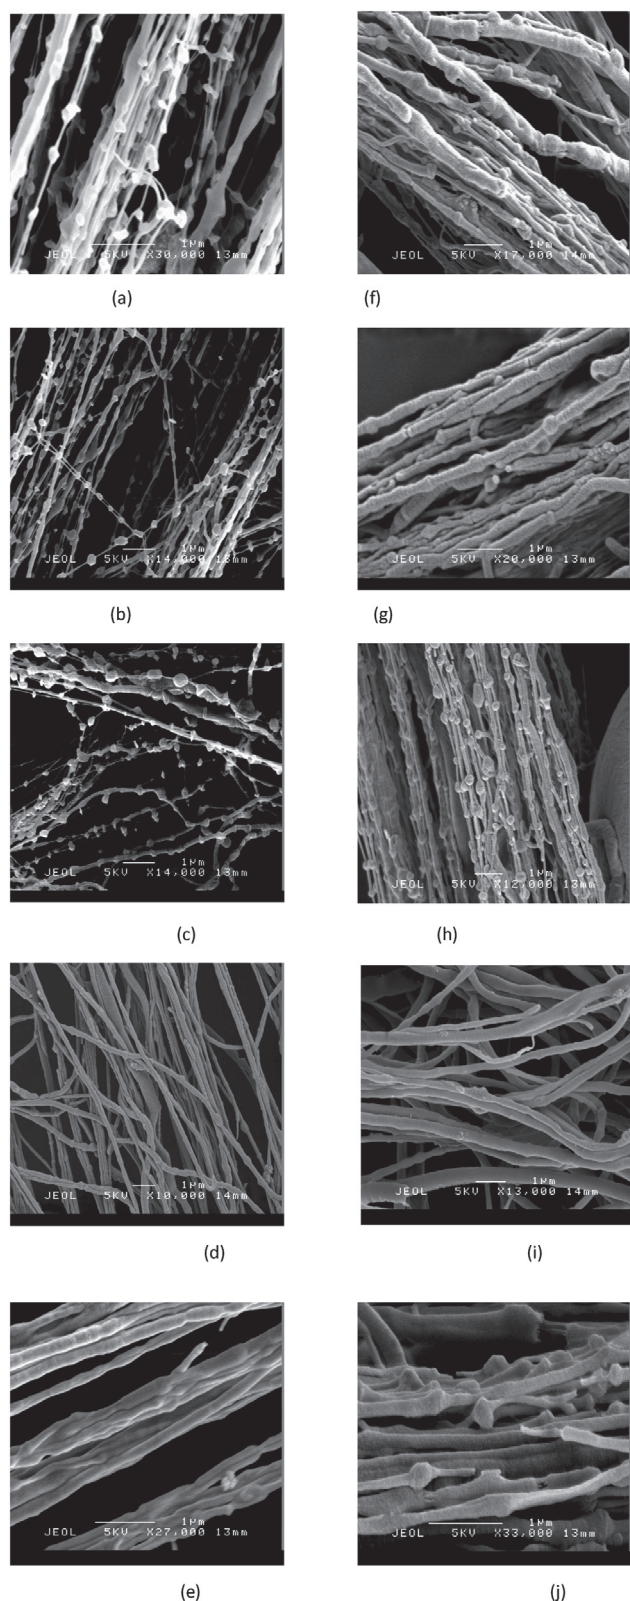 1µm
JEOL 5KV X30,000 13mm
(a)
1µm
JEOL 5KV X17,000 14mm
(f)
1µm
JEOL 5KV X14,000 13mm
(b)
1µm
JEOL 5KV X20,000 13mm
(g)
1µm
JEOL 5KV X14,000 13mm
(c)
1µm
JEOL 5KV X12,000 13mm
(h)
1µm
JEOL 5KV X10,000 14mm
(d)
1µm
JEOL 5KV X13,000 14mm
(i)
1µm
JEOL 5KV X27,000 13mm
(e)
1µm
JEOL 5KV X33,000 13mm
(j)